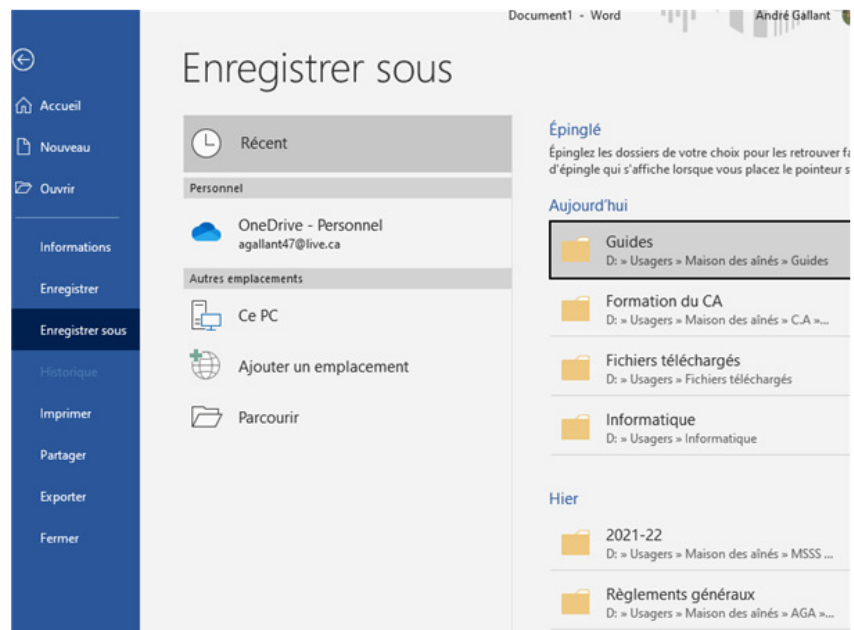 Document1 - Word
André Gallant
Enregistrer sous
Accueil
Nouveau
Ouvrir
Informations
Enregistrer
Enregistrer sous
Historique
Imprimer
Partager
Exporter
Fermer
Récent
Personnel
OneDrive - Personnel
agallant47@live.ca
Autres emplacements
Ce PC
Ajouter un emplacement
Parcourir
Épinglé
Épinglez les dossiers de votre choix pour les retrouver
d'épingle qui s'affiche lorsque vous placez le pointeur
Aujourd'hui
Guides
D: » Usagers » Maison des aînés » Guides
Formation du CA
D: » Usagers » Maison des aînés » C.A »...
Fichiers téléchargés
D: » Usagers » Fichiers téléchargés
Informatique
D: » Usagers » Informatique
Hier
2021-22
D: » Usagers » Maison des aînés » MSSS ...
Règlements généraux
D: » Usagers » Maison des aînés » AGA »...